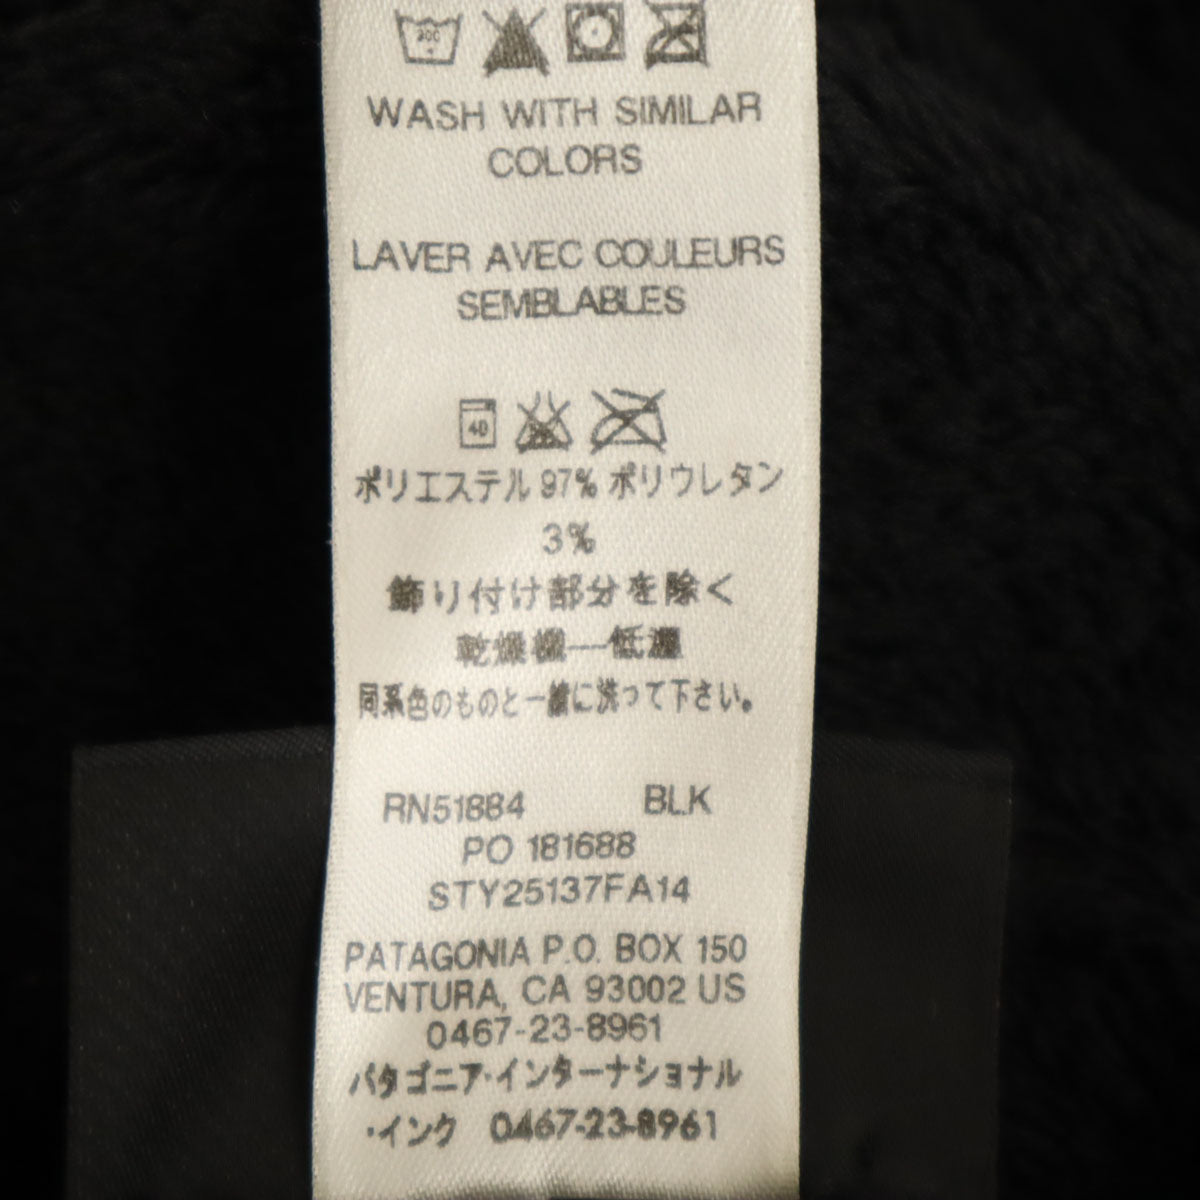 WASH WITH SIMILAR
COLORS
LAVER AVEC COULEURS
SEMBLABLES
40
ポリエステル 97% ポリウレタン
3%
飾り付け部分を除く
乾燥機—低温
同系色のものと一緒に洗って下さい。
RN51884 BLK
PO 181688
STY25137FA14
PATAGONIA P.O. BOX 150
VENTURA, CA 93002 US
0467-23-8961
パタゴニア・インターナショナル
・インク 0467-23-8961